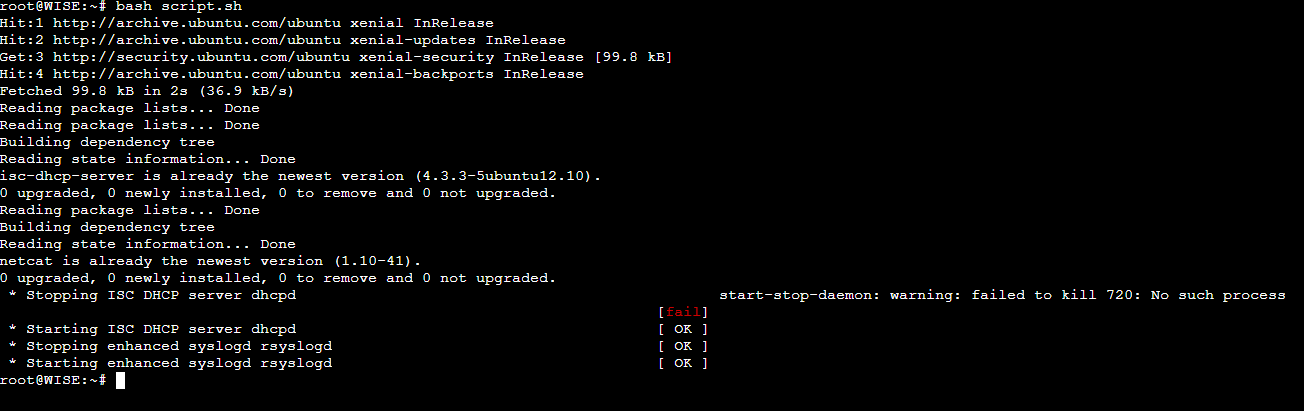 root@WISE:~# bash script.sh
Hit:1 http://archive.ubuntu.com/ubuntu xenial InRelease
Hit:2 http://archive.ubuntu.com/ubuntu xenial-updates InRelease
Get:3 http://security.ubuntu.com/ubuntu xenial-security InRelease [99.8 kB]
Hit:4 http://archive.ubuntu.com/ubuntu xenial-backports InRelease
Fetched 99.8 kB in 2s (36.9 kB/s)
Reading package lists... Done
Reading package lists... Done
Building dependency tree
Reading state information... Done
isc-dhcp-server is already the newest version (4.3.3-5ubuntu12.10).
0 upgraded, 0 newly installed, 0 to remove and 0 not upgraded.
Reading package lists... Done
Building dependency tree
Reading state information... Done
netcat is already the newest version (1.10-41).
0 upgraded, 0 newly installed, 0 to remove and 0 not upgraded.
 * Stopping ISC DHCP server dhcpd start-stop-daemon: warning: failed to kill 720: No such process
[fail]
 * Starting ISC DHCP server dhcpd [ OK ]
 * Stopping enhanced syslogd rsyslogd [ OK ]
 * Starting enhanced syslogd rsyslogd [ OK ]
root@WISE:~#